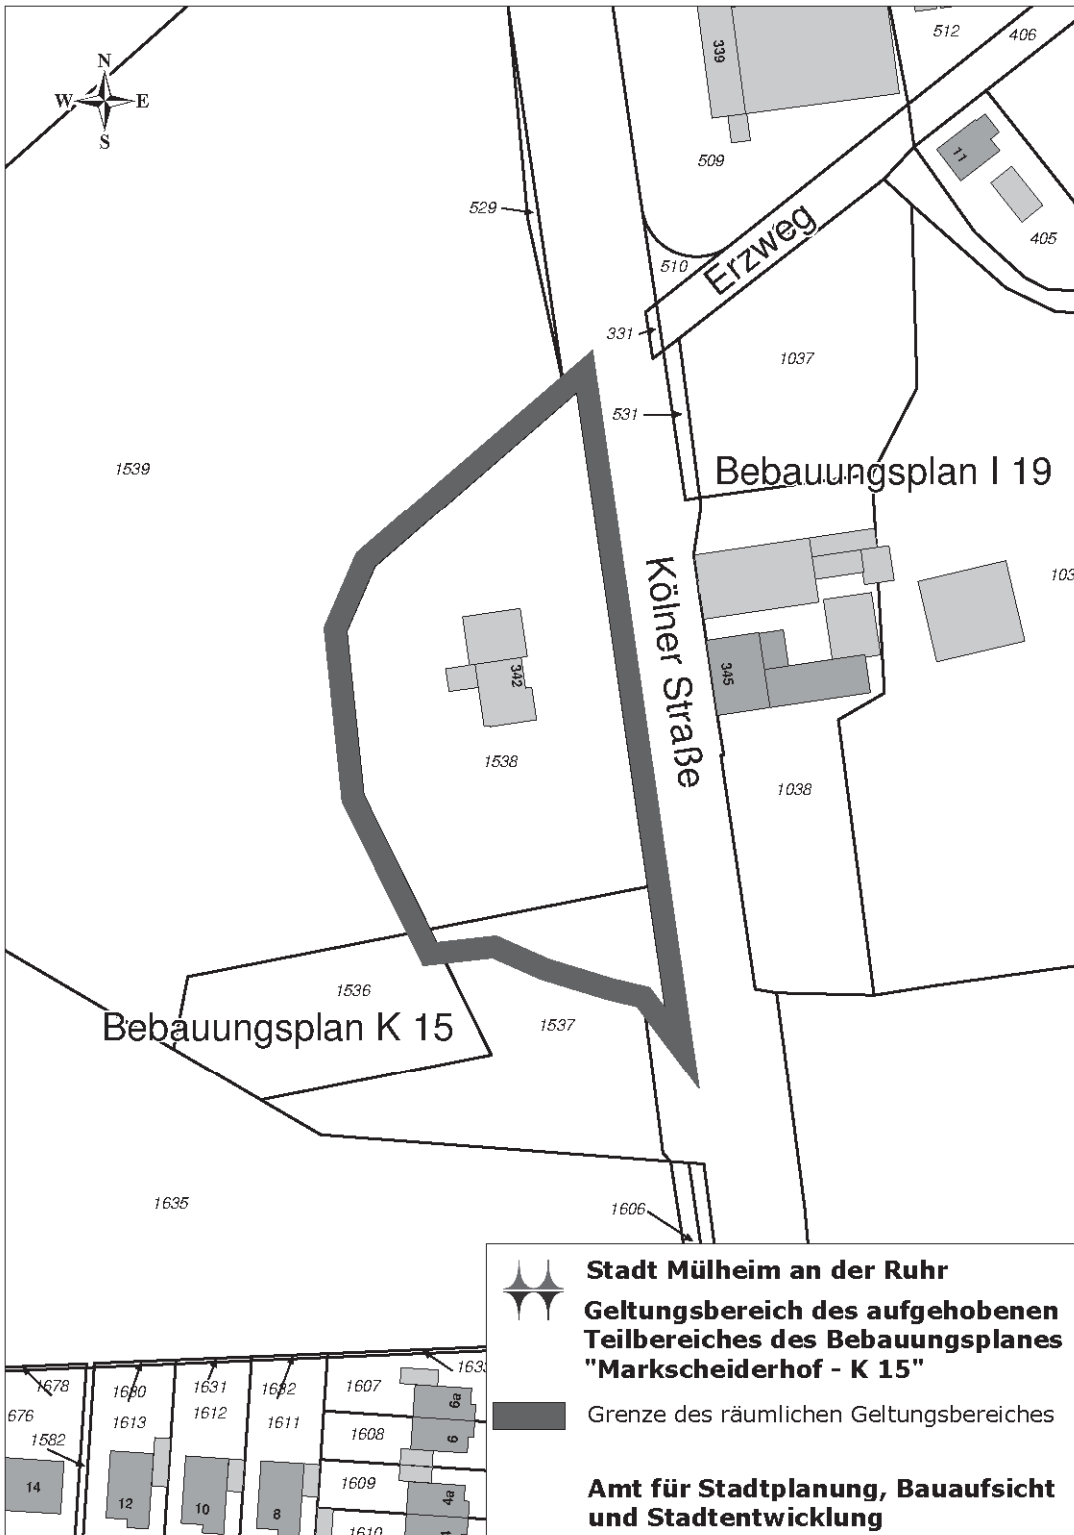 N
W E
S
339
512
406
509
11
405
529
510
Erzweg
331
1037
531
1539
Bebauungsplan I 19
103
Kölner Straße
342
345
1538
1038
1536
Bebauungsplan K 15
1537
1635
1606
Stadt Mülheim an der Ruhr
Geltungsbereich des aufgehobenen
Teilbereiches des Bebauungsplanes
"Markscheiderhof - K 15"
Grenze des räumlichen Geltungsbereiches
Amt für Stadtplanung, Bauaufsicht
und Stadtentwicklung
1678
1630
1631
1632
1607
1633
676
1613
1612
1611
6a
1608
6
1582
1609
14
12
10
8
4a
1610